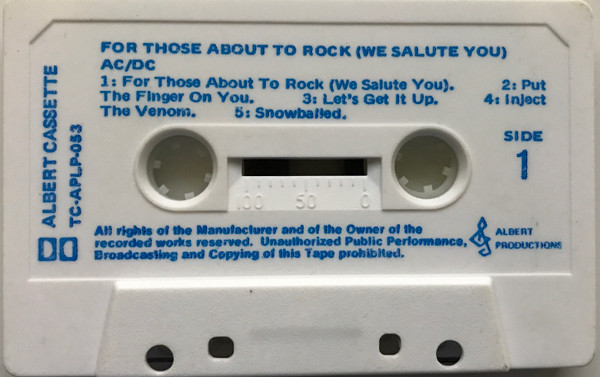 FOR THOSE ABOUT TO ROCK (WE SALUTE YOU)
AC/DC
1: For Those About To Rock (We Salute You). 2: Put
The Finger On You. 3: Let's Get It Up. 4: Inject
The Venom. 5: Snowballed.
ALBERT CASSETTE
TC-APLP-053
SIDE
1
100 50 0
All rights of the Manufacturer and of the Owner of the
recorded works reserved. Unauthorized Public Performance,
Broadcasting and Copying of this Tape prohibited.
ALBERT
PRODUCTIONS